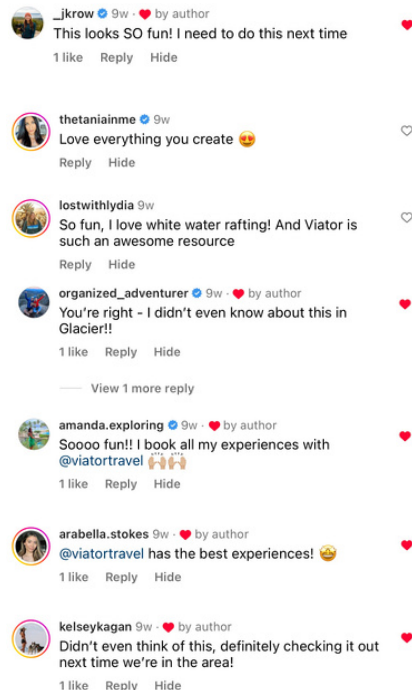 _jkrow 9w · by author
This looks SO fun! I need to do this next time
1 like Reply Hide
thetaniainme 9w
Love everything you create 😍
Reply Hide
lostwithlydia 9w
So fun, I love white water rafting! And Viator is
such an awesome resource
Reply Hide
organized_adventurer 9w · by author
You’re right - I didn’t even know about this in
Glacier!!
1 like Reply Hide
View 1 more reply
amanda.exploring 9w · by author
Soooo fun!! I book all my experiences with
@viatortravel 🙌🏼🙌🏼
1 like Reply Hide
arabella.stokes 9w · by author
@viatortravel has the best experiences! 🤩
1 like Reply Hide
kelseykagan 9w · by author
Didn’t even think of this, definitely checking it out
next time we’re in the area!
1 like Reply Hide